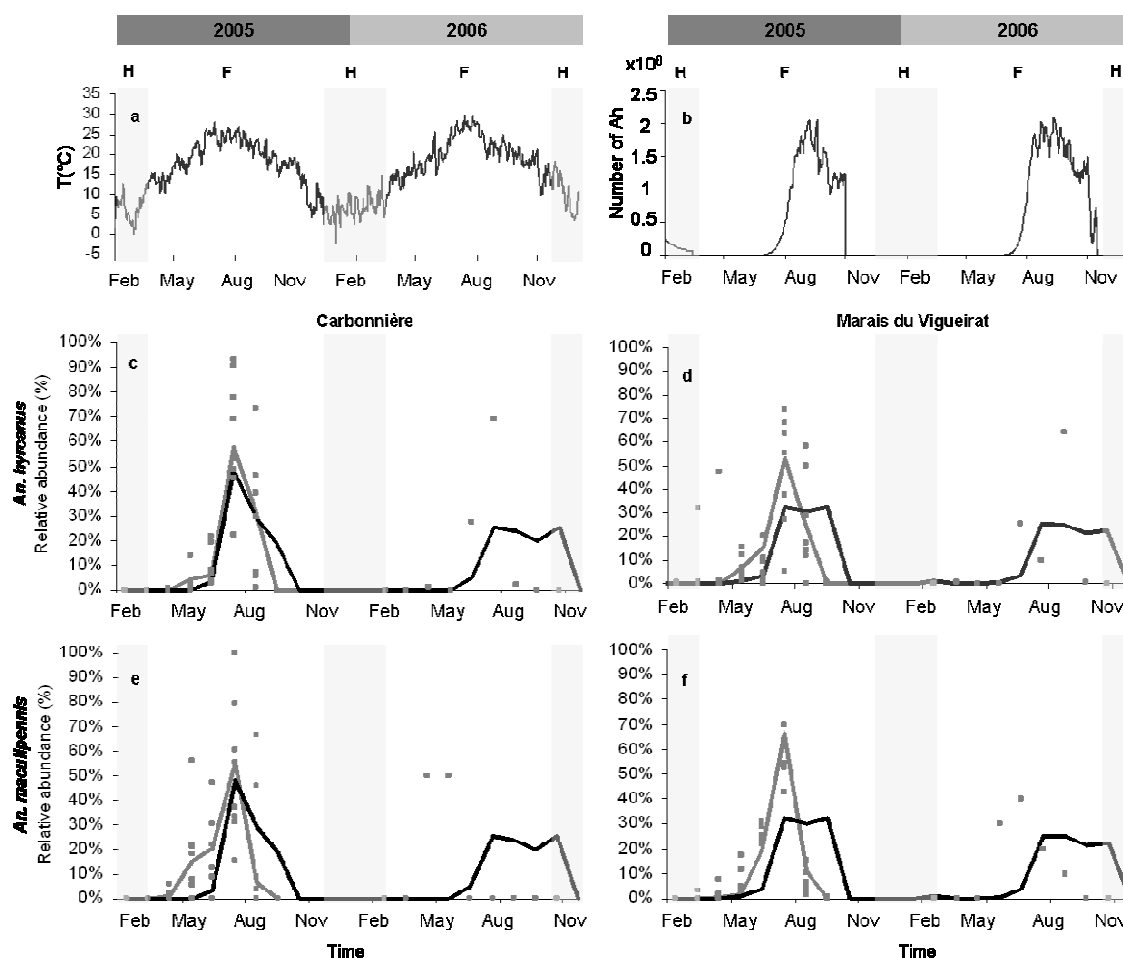 2005 2006 2005 2006
H F H F H H F H F H
a
T(°C)
35
30
25
20
15
10
5
0
-5
Feb May Aug Nov Feb May Aug Nov
b
Number of Ah
2.5
2
1.5
1
0.5
0
Feb May Aug Nov Feb May Aug Nov
Carbonnière
Marais du Vigueirat
c
An. hyrcanus
Relative abundance (%)
100%
90%
80%
70%
60%
50%
40%
30%
20%
10%
0%
Feb May Aug Nov Feb May Aug Nov
d
100%
90%
80%
70%
60%
50%
40%
30%
20%
10%
0%
Feb May Aug Nov Feb May Aug Nov
e
An. maculipennis
Relative abundance (%)
100%
90%
80%
70%
60%
50%
40%
30%
20%
10%
0%
Feb May Aug Nov Feb May Aug Nov
Time
f
100%
90%
80%
70%
60%
50%
40%
30%
20%
10%
0%
Feb May Aug Nov Feb May Aug Nov
Time